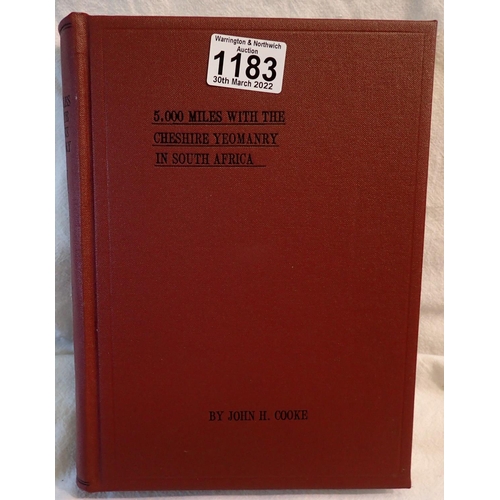 Warrington & Northwich
Auction
1183
30th March 2022
5,000 MILES WITH THE
CHESHIRE YEOMANRY
IN SOUTH AFRICA
BY JOHN H. COOKE